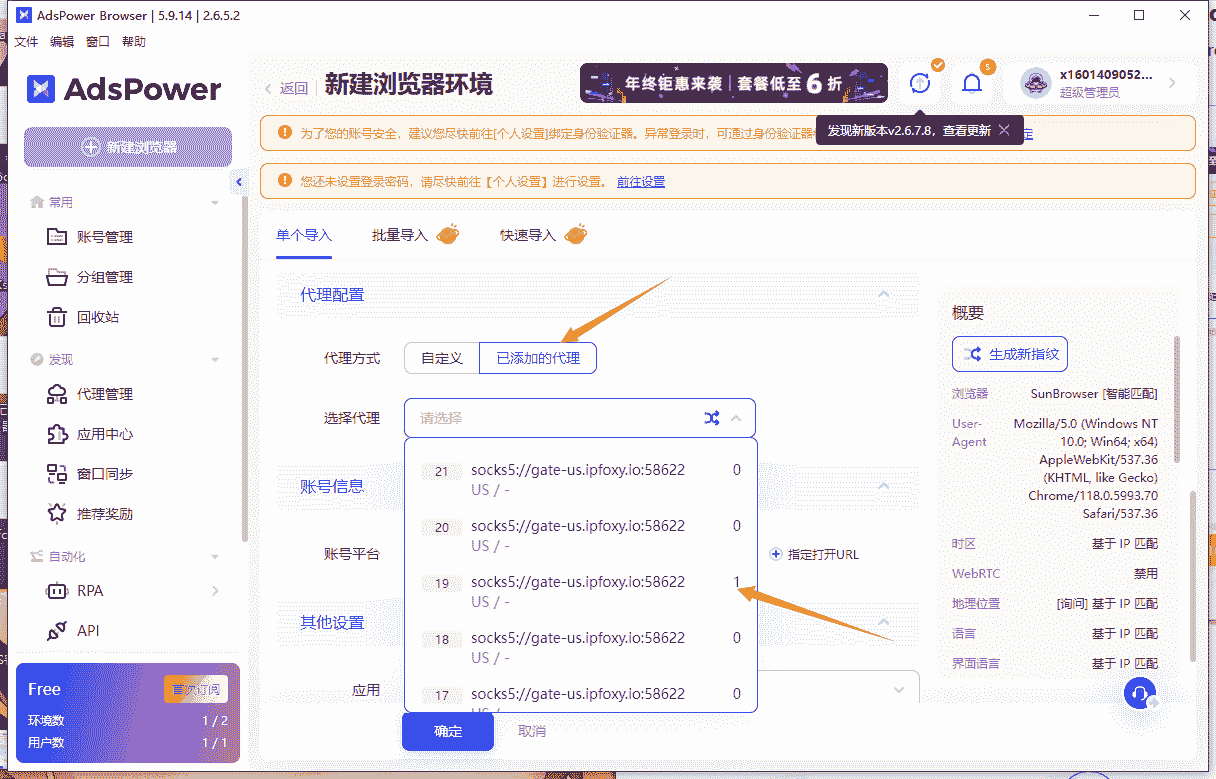 AdsPower Browser | 5.9.14 | 2.6.5.2
文件 编辑 窗口 帮助
AdsPower
新建浏览器
常用
账号管理
分组管理
回收站
发现
代理管理
应用中心
窗口同步
推荐奖励
自动化
RPA
API
Free
首次订阅
环境数 1 / 2
用户数 1 / 1
返回
新建浏览器环境
年终钜惠来袭 | 套餐低至 6 折
5
x1601409052...
超级管理员
为了您的账号安全，建议您尽快前往[个人设置]绑定身份验证器。异常登录时，可通过身份验证器
发现新版本v2.6.7.8，查看更新
您还未设置登录密码，请尽快前往【个人设置】进行设置。 前往设置
单个导入 批量导入 快速导入
代理配置
代理方式 自定义 已添加的代理
选择代理 请选择
21 socks5://gate-us.ipfoxy.io:58622 0
US / -
20 socks5://gate-us.ipfoxy.io:58622 0
US / -
19 socks5://gate-us.ipfoxy.io:58622 1
US / -
18 socks5://gate-us.ipfoxy.io:58622 0
US / -
17 socks5://gate-us.ipfoxy.io:58622 0
账号信息
账号平台
指定打开URL
其他设置
应用
确定 取消
概要
生成新指纹
浏览器 SunBrowser [智能匹配]
User-Agent
Mozilla/5.0 (Windows NT
10.0; Win64; x64)
AppleWebKit/537.36
(KHTML, like Gecko)
Chrome/118.0.5993.70
Safari/537.36
时区 基于 IP 匹配
WebRTC 禁用
地理位置 [询问] 基于 IP 匹配
语言 基于 IP 匹配
界面语言 基于 IP 匹配